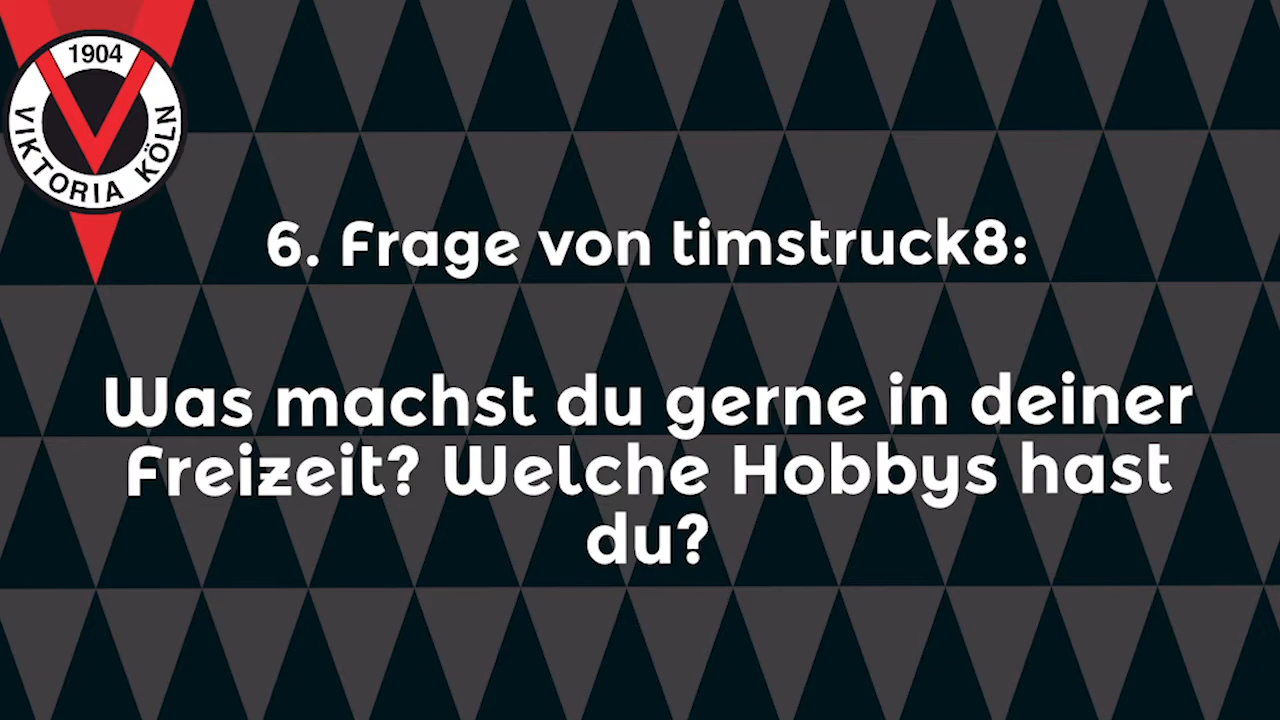 1904
VIKTORIA KÖLN
6. Frage von timstruck8:
Was machst du gerne in deiner
Freizeit? Welche Hobbys hast
du?